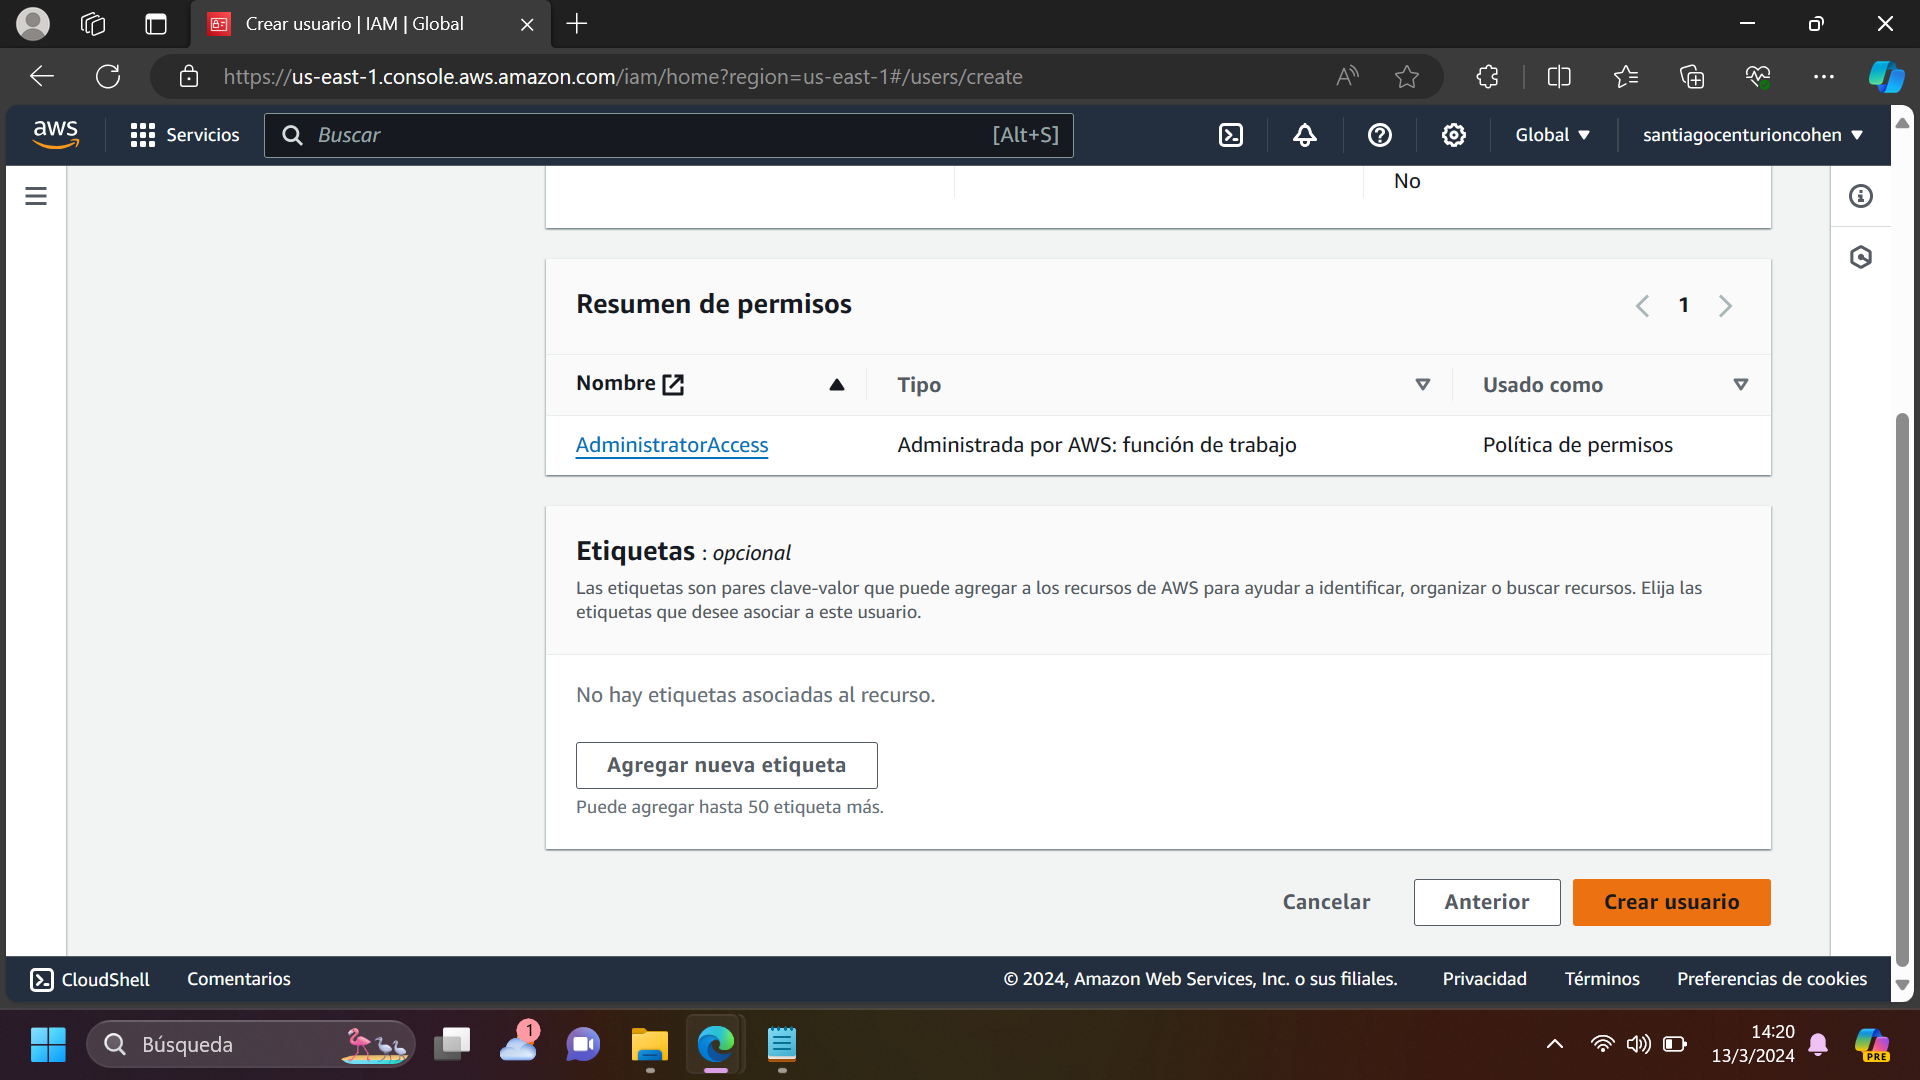 Crear usuario | IAM | Global
https://us-east-1.console.aws.amazon.com/iam/home?region=us-east-1#/users/create
aws
Servicios
Buscar
[Alt+S]
Global
santiagocenturioncohen
No
Resumen de permisos
1
Nombre
Tipo
Usado como
AdministratorAccess
Administrada por AWS: función de trabajo
Política de permisos
Etiquetas : opcional
Las etiquetas son pares clave-valor que puede agregar a los recursos de AWS para ayudar a identificar, organizar o buscar recursos. Elija las
etiquetas que desee asociar a este usuario.
No hay etiquetas asociadas al recurso.
Agregar nueva etiqueta
Puede agregar hasta 50 etiqueta más.
Cancelar
Anterior
Crear usuario
CloudShell
Comentarios
© 2024, Amazon Web Services, Inc. o sus filiales.
Privacidad
Términos
Preferencias de cookies
Búsqueda
1
14:20
13/3/2024
PRE